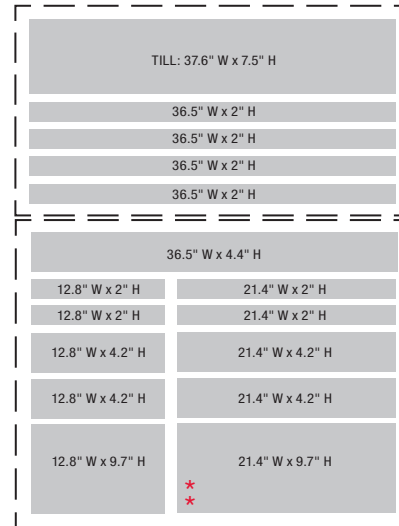 TILL: 37.6" W x 7.5" H
36.5" W x 2" H
36.5" W x 2" H
36.5" W x 2" H
36.5" W x 2" H
36.5" W x 4.4" H
12.8" W x 2" H 21.4" W x 2" H
12.8" W x 2" H 21.4" W x 2" H
12.8" W x 4.2" H 21.4" W x 4.2" H
12.8" W x 4.2" H 21.4" W x 4.2" H
12.8" W x 9.7" H 21.4" W x 9.7" H
*
*